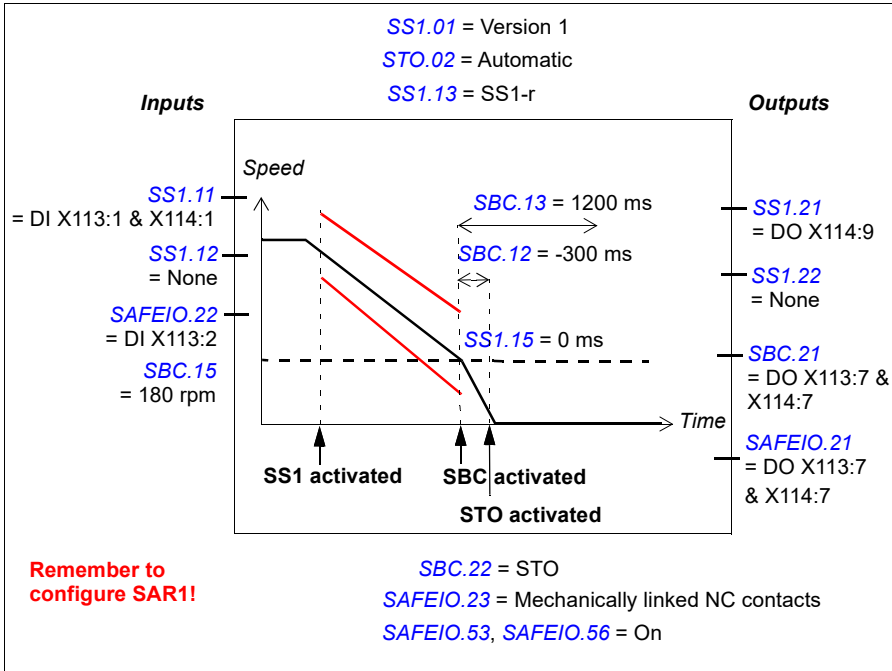 SS1.01 = Version 1
STO.02 = Automatic
SS1.13 = SS1-r
Inputs
Outputs
Speed
SS1.11
= DI X113:1 & X114:1
SS1.12
= None
SAFEIO.22
= DI X113:2
SBC.15
= 180 rpm
SBC.13 = 1200 ms
SBC.12 = -300 ms
SS1.15 = 0 ms
Time
SS1.21
= DO X114:9
SS1.22
= None
SBC.21
= DO X113:7 &
X114:7
SAFEIO.21
= DO X113:7
& X114:7
SS1 activated
SBC activated
STO activated
Remember to
configure SAR1!
SBC.22 = STO
SAFEIO.23 = Mechanically linked NC contacts
SAFEIO.53, SAFEIO.56 = On